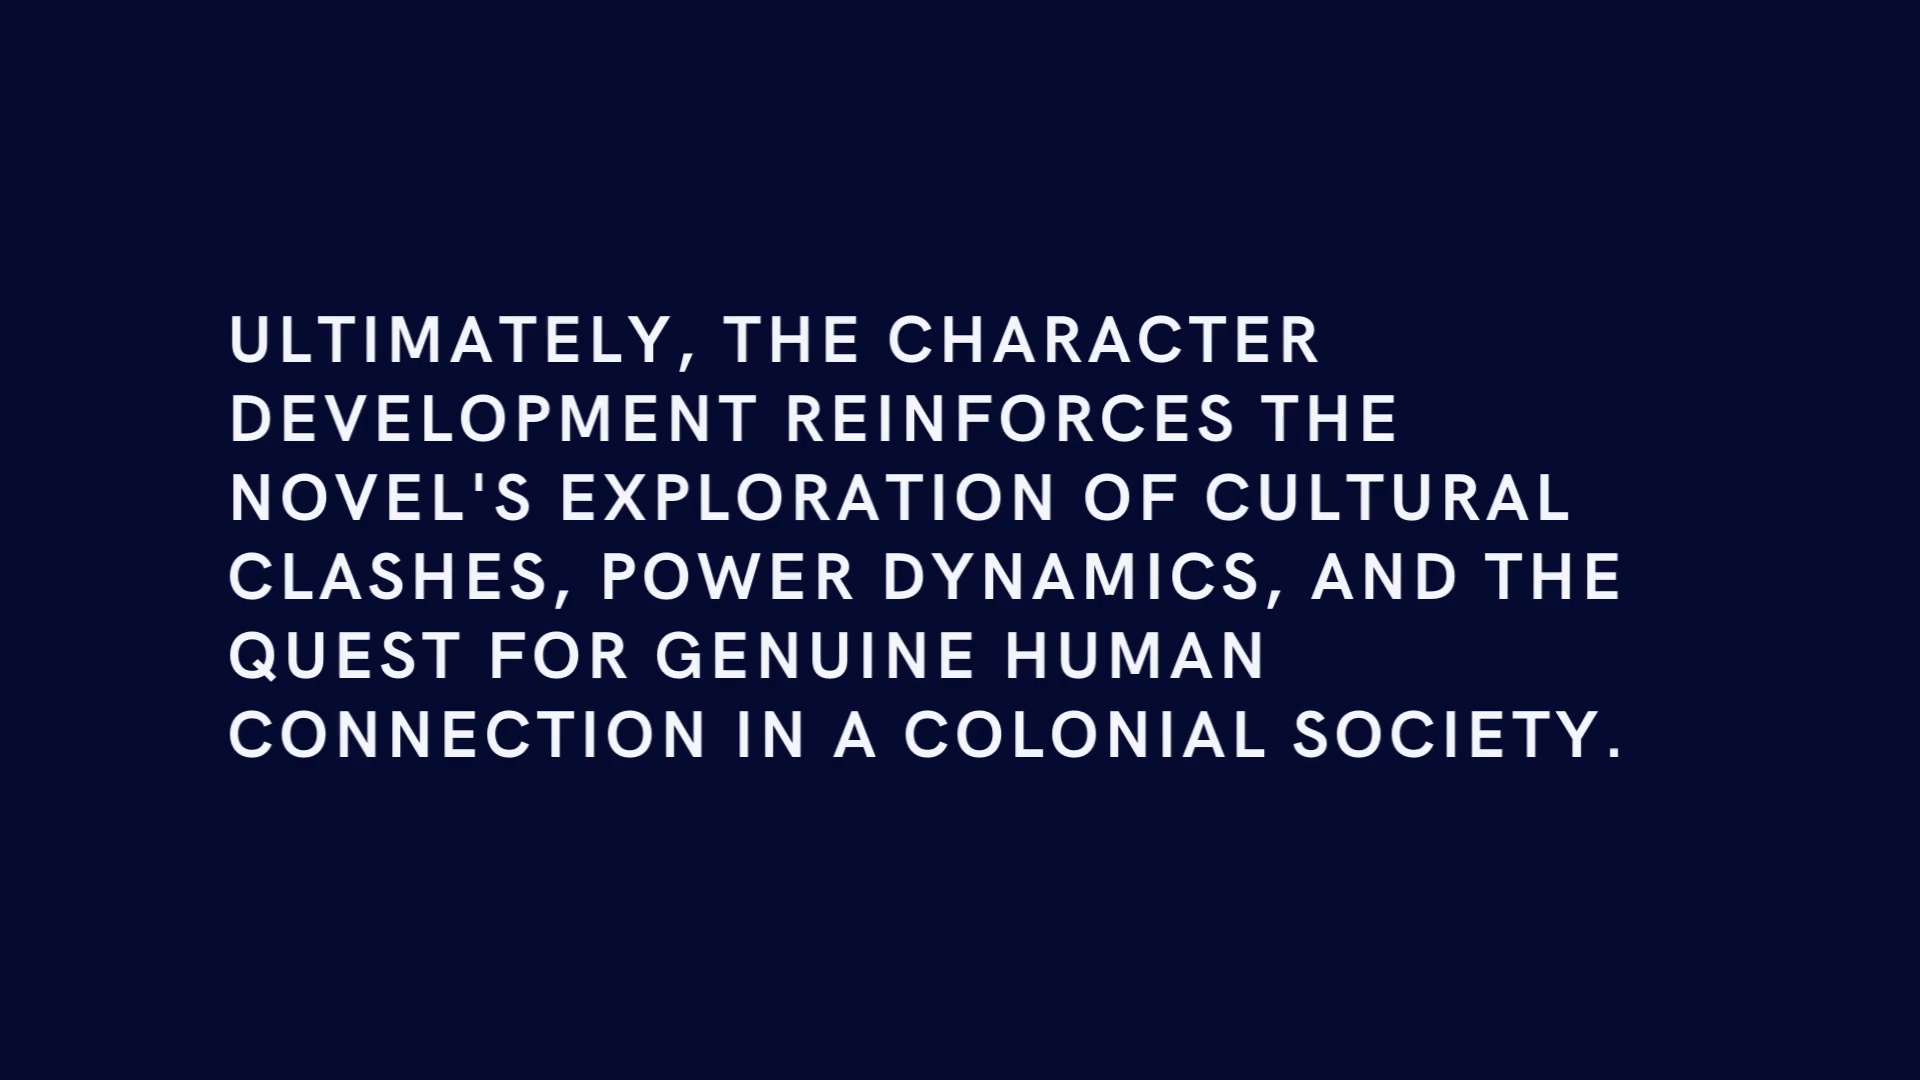 ULTIMATELY, THE CHARACTER
DEVELOPMENT REINFORCES THE
NOVEL'S EXPLORATION OF CULTURAL
CLASHES, POWER DYNAMICS, AND THE
QUEST FOR GENUINE HUMAN
CONNECTION IN A COLONIAL SOCIETY.